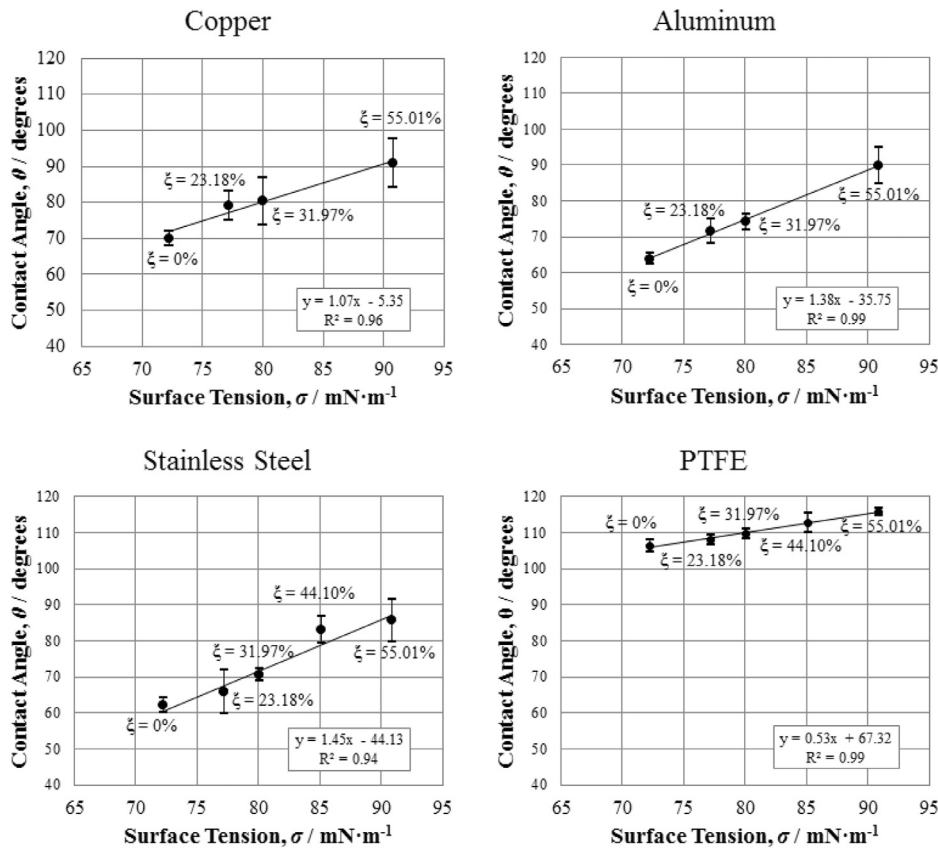 Copper
120
110
100
90
80
70
60
50
40
Contact Angle, θ / degrees
ξ = 55.01%
ξ = 23.18%
ξ = 31.97%
ξ = 0%
y = 1.07x - 5.35
R² = 0.96
65 70 75 80 85 90 95
Surface Tension, σ / mN·m⁻¹
Aluminum
120
110
100
90
80
70
60
50
40
Contact Angle, θ / degrees
ξ = 23.18%
ξ = 55.01%
ξ = 31.97%
ξ = 0%
y = 1.38x - 35.75
R² = 0.99
65 70 75 80 85 90 95
Surface Tension, σ / mN·m⁻¹
Stainless Steel
120
110
100
90
80
70
60
50
40
Contact Angle, θ / degrees
ξ = 44.10%
ξ = 31.97%
ξ = 55.01%
ξ = 23.18%
ξ = 0%
y = 1.45x - 44.13
R² = 0.94
65 70 75 80 85 90 95
Surface Tension, σ / mN·m⁻¹
PTFE
120
110
100
90
80
70
60
50
40
Contact Angle, θ / degrees
ξ = 0%
ξ = 31.97%
ξ = 55.01%
ξ = 23.18%
ξ = 44.10%
y = 0.53x + 67.32
R² = 0.99
65 70 75 80 85 90 95
Surface Tension, σ / mN·m⁻¹